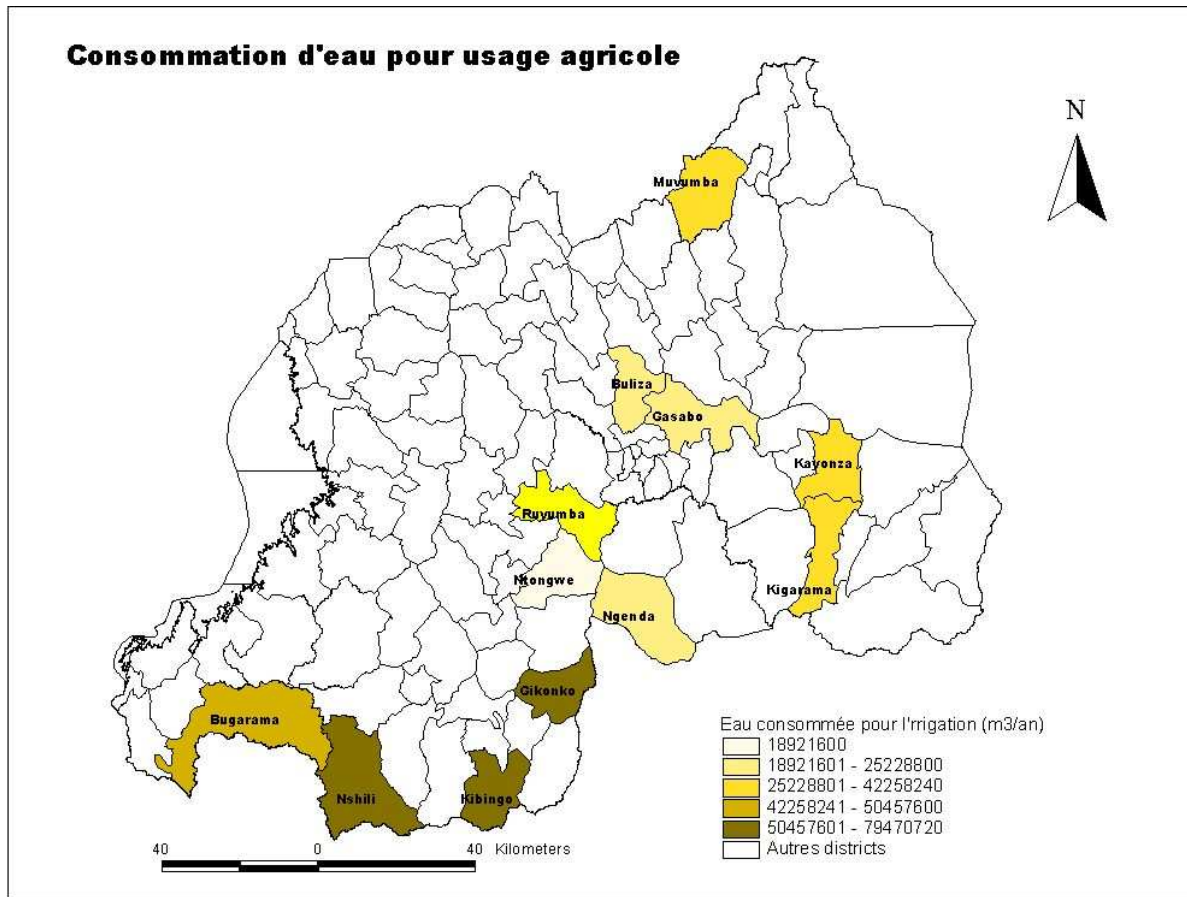 Consommation d'eau pour usage agricole
N
Muvumba
Buliza
Gasabo
Kayonza
Ruyumba
Ntongwe
Kigarama
Ngenda
Gikonko
Bugarama
Nshili
Kibingo
Eau consommée pour l'rrigation (m3/an)
18921600
18921601 - 25228800
25228801 - 42258240
42258241 - 50457600
50457601 - 79470720
Autres districts
40 0 40 Kilometers